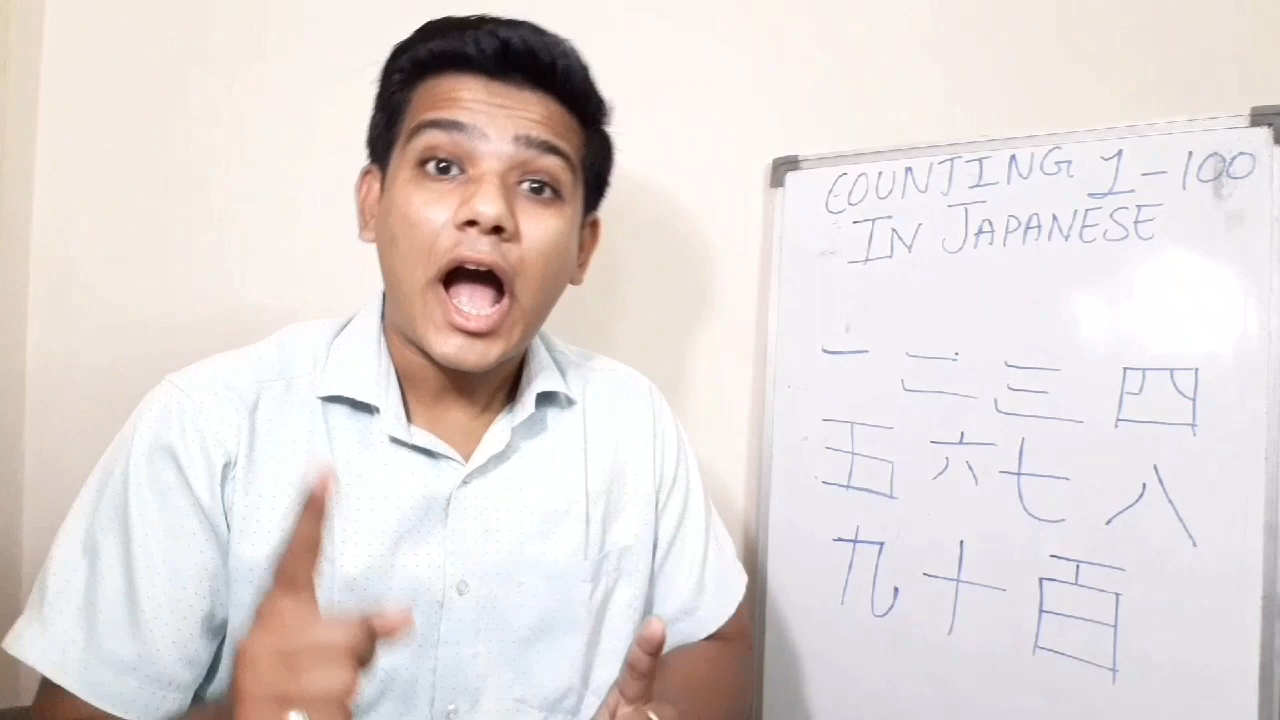 COUNTING 1-100
IN JAPANESE
一 二 三 四
五 六 七 八
九 十 百